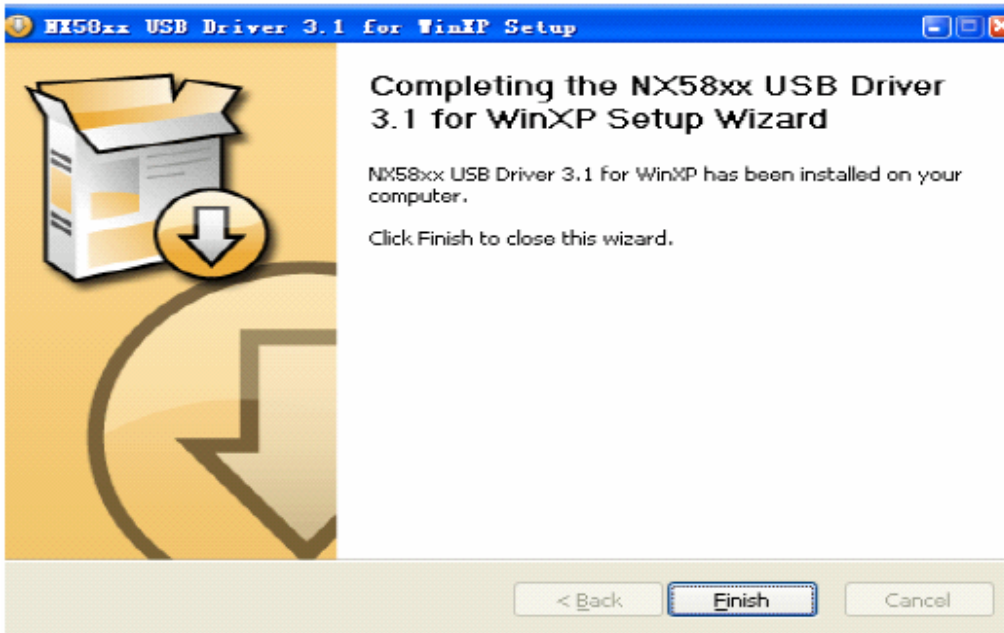 NX58xx USB Driver 3.1 for WinXP Setup
Completing the NX58xx USB Driver
3.1 for WinXP Setup Wizard
NX58xx USB Driver 3.1 for WinXP has been installed on your
computer.
Click Finish to close this wizard.
< Back
Finish
Cancel